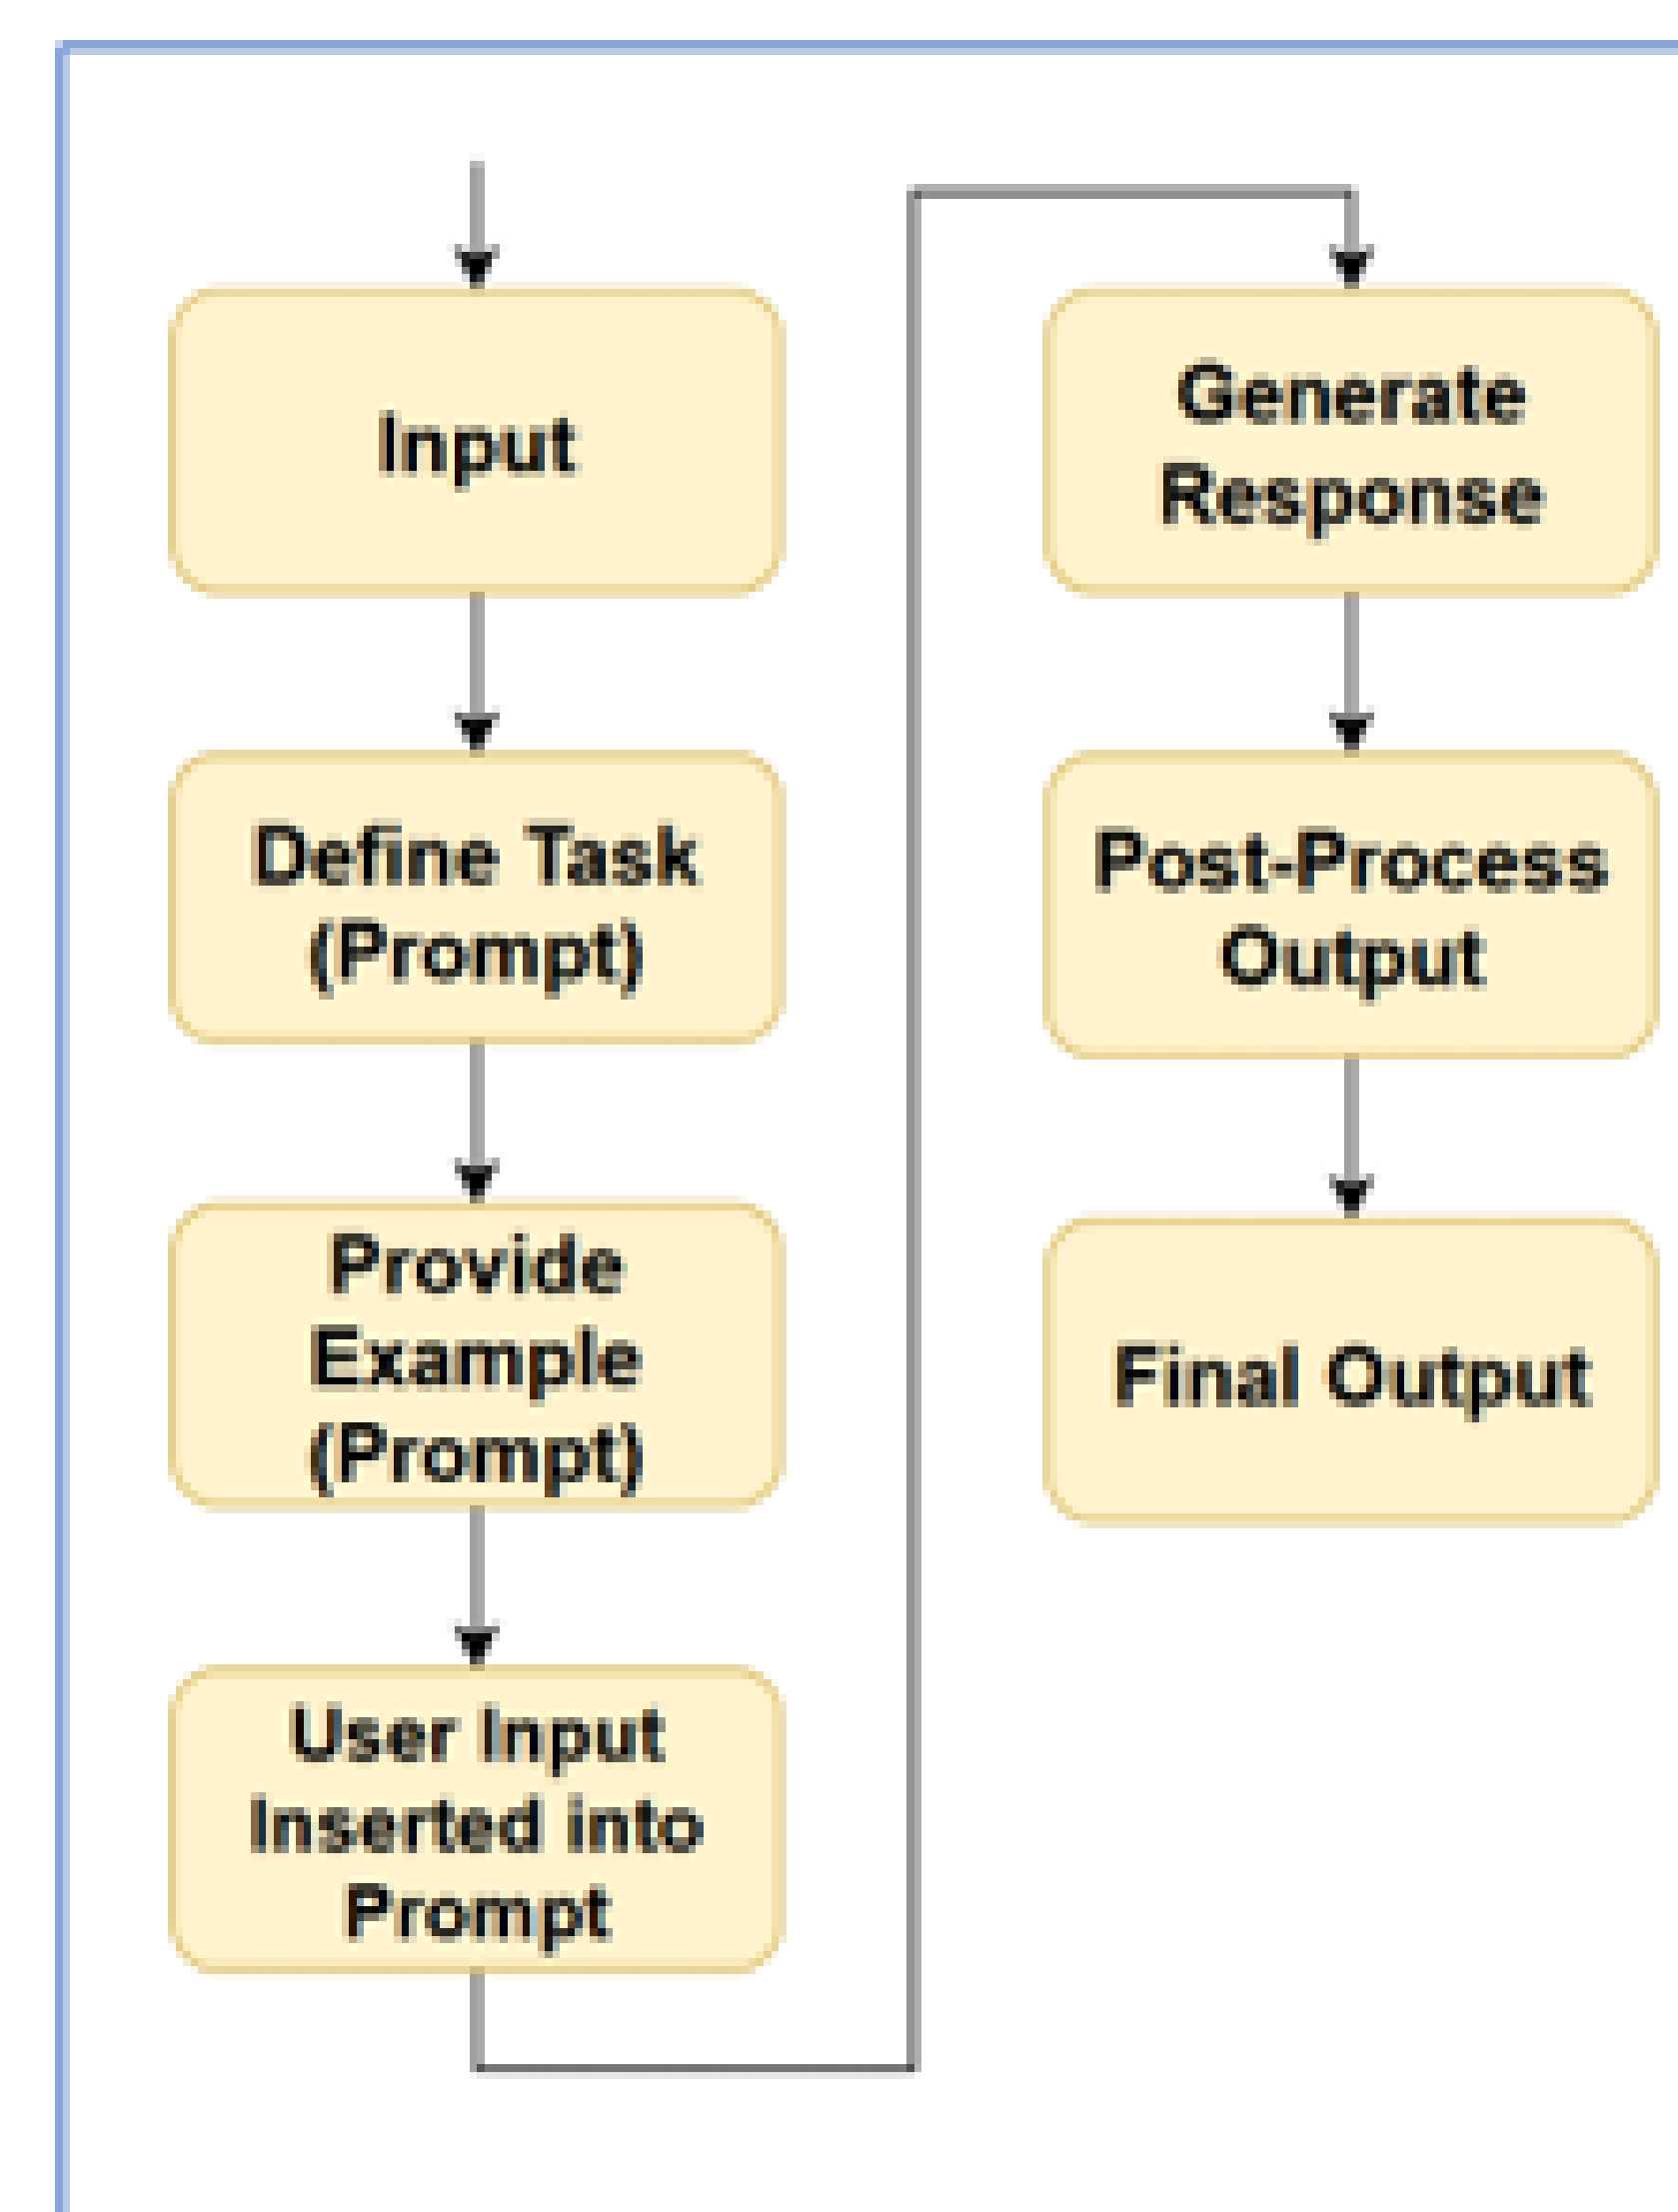 Input
Define Task
(Prompt)
Provide
Example
(Prompt)
User Input
Inserted into
Prompt
Generate
Response
Post-Process
Output
Final Output